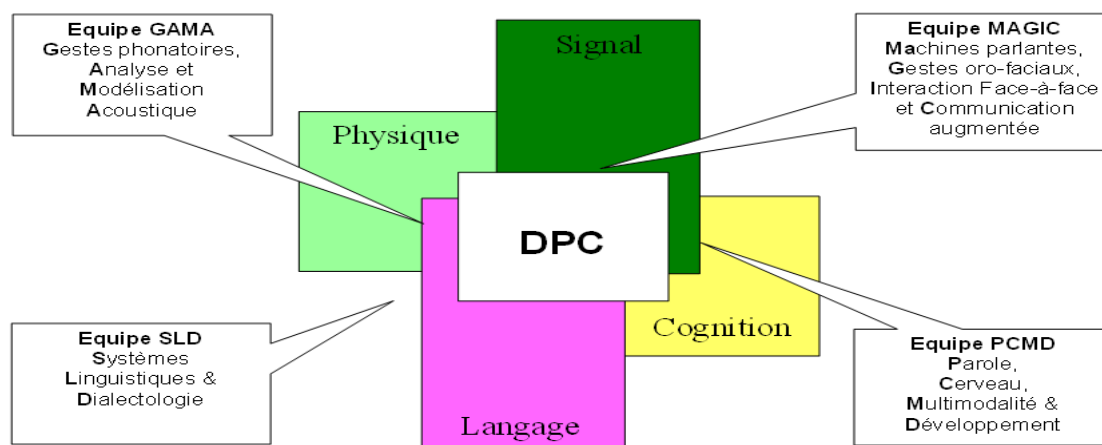 Equipe GAMA
Gestes phonatoires,
Analyse et
Modélisation
Acoustique
Signal
Equipe MAGIC
Machines parlantes,
Gestes oro-faciaux,
Interaction Face-à-face
et Communication
augmentée
Physique
DPC
Cognition
Langage
Equipe SLD
Systèmes
Linguistiques &
Dialectologie
Equipe PCMD
Parole,
Cerveau,
Multimodalité &
Développement